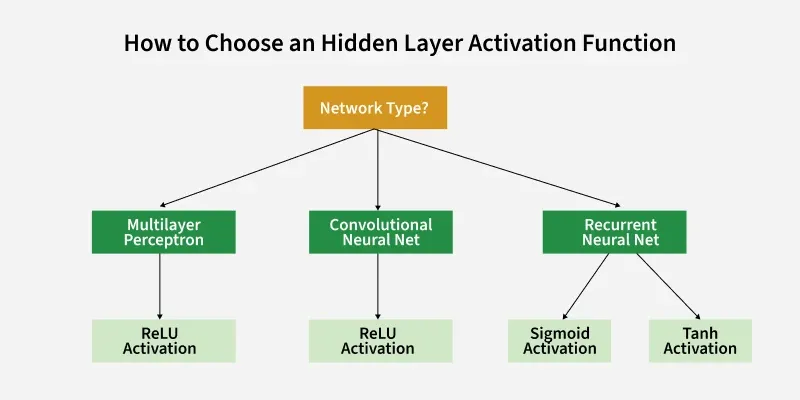 How to Choose an Hidden Layer Activation Function
Network Type?
Multilayer
Perceptron
Convolutional
Neural Net
Recurrent
Neural Net
ReLU
Activation
ReLU
Activation
Sigmoid
Activation
Tanh
Activation